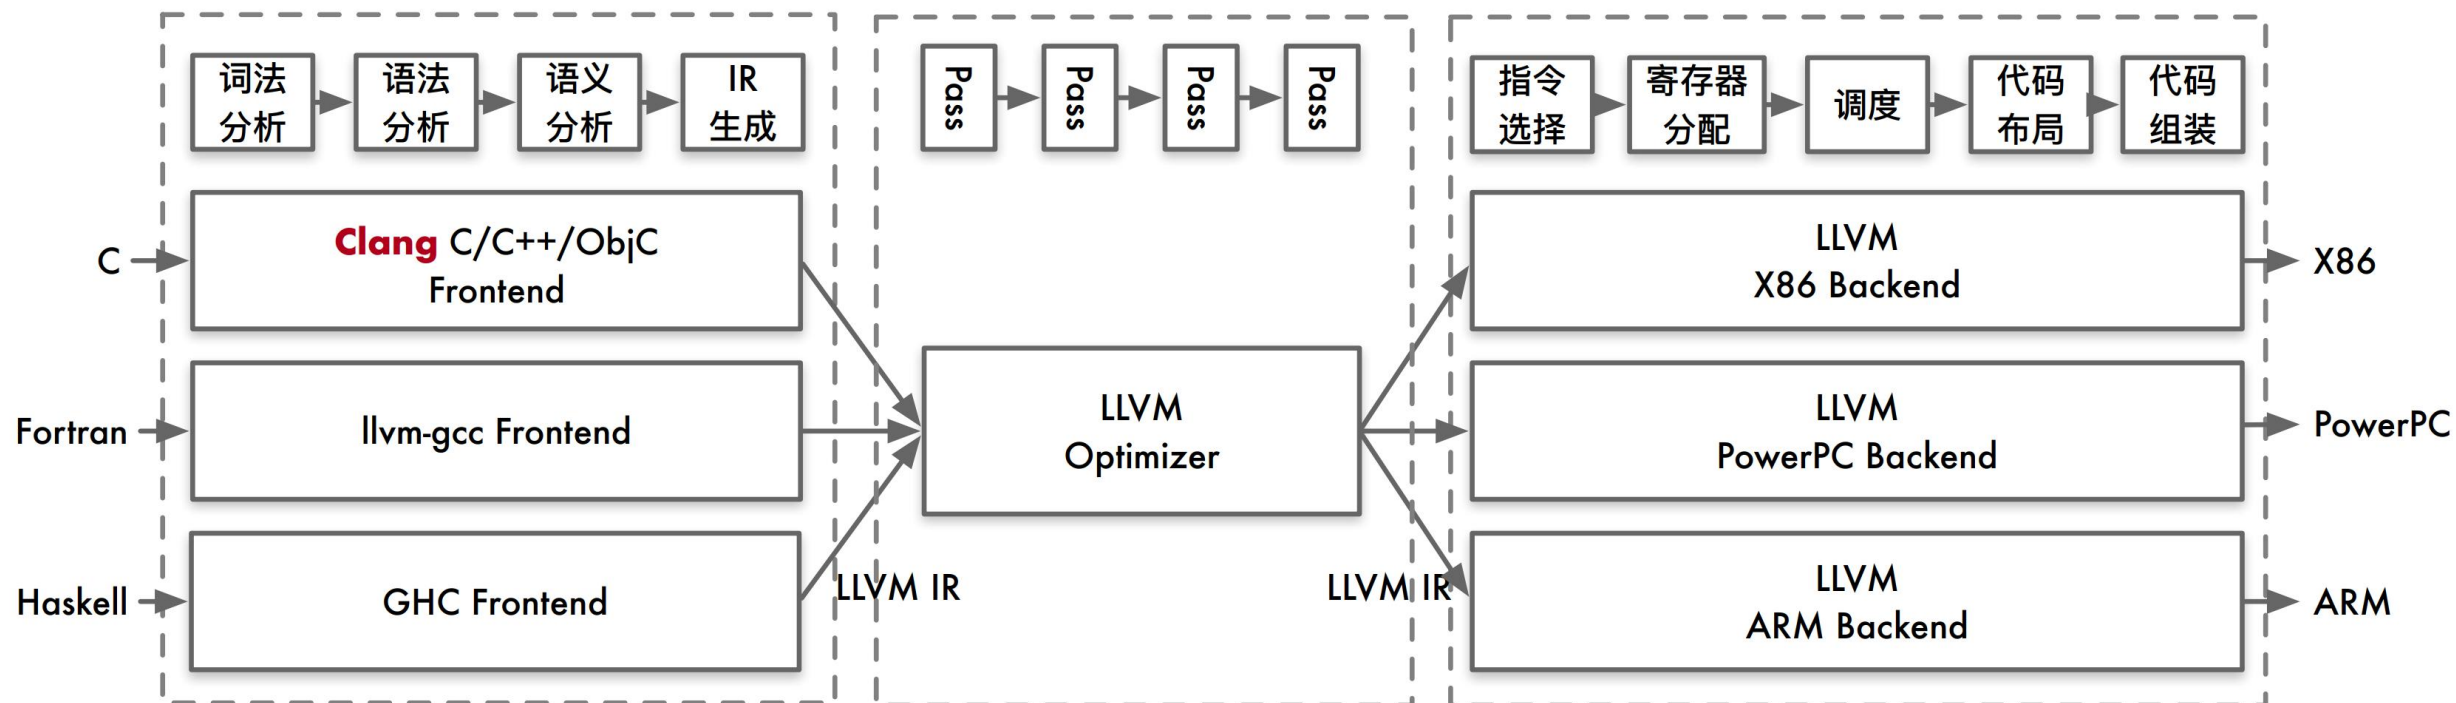 词法
分析
语法
分析
语义
分析
IR
生成
Pass
Pass
Pass
Pass
指令
选择
寄存器
分配
调度
代码
布局
代码
组装
C
Clang C/C++/ObjC
Frontend
Fortran
llvm-gcc Frontend
Haskell
GHC Frontend
LLVM IR
LLVM
Optimizer
LLVM IR
LLVM
X86 Backend
X86
LLVM
PowerPC Backend
PowerPC
LLVM
ARM Backend
ARM